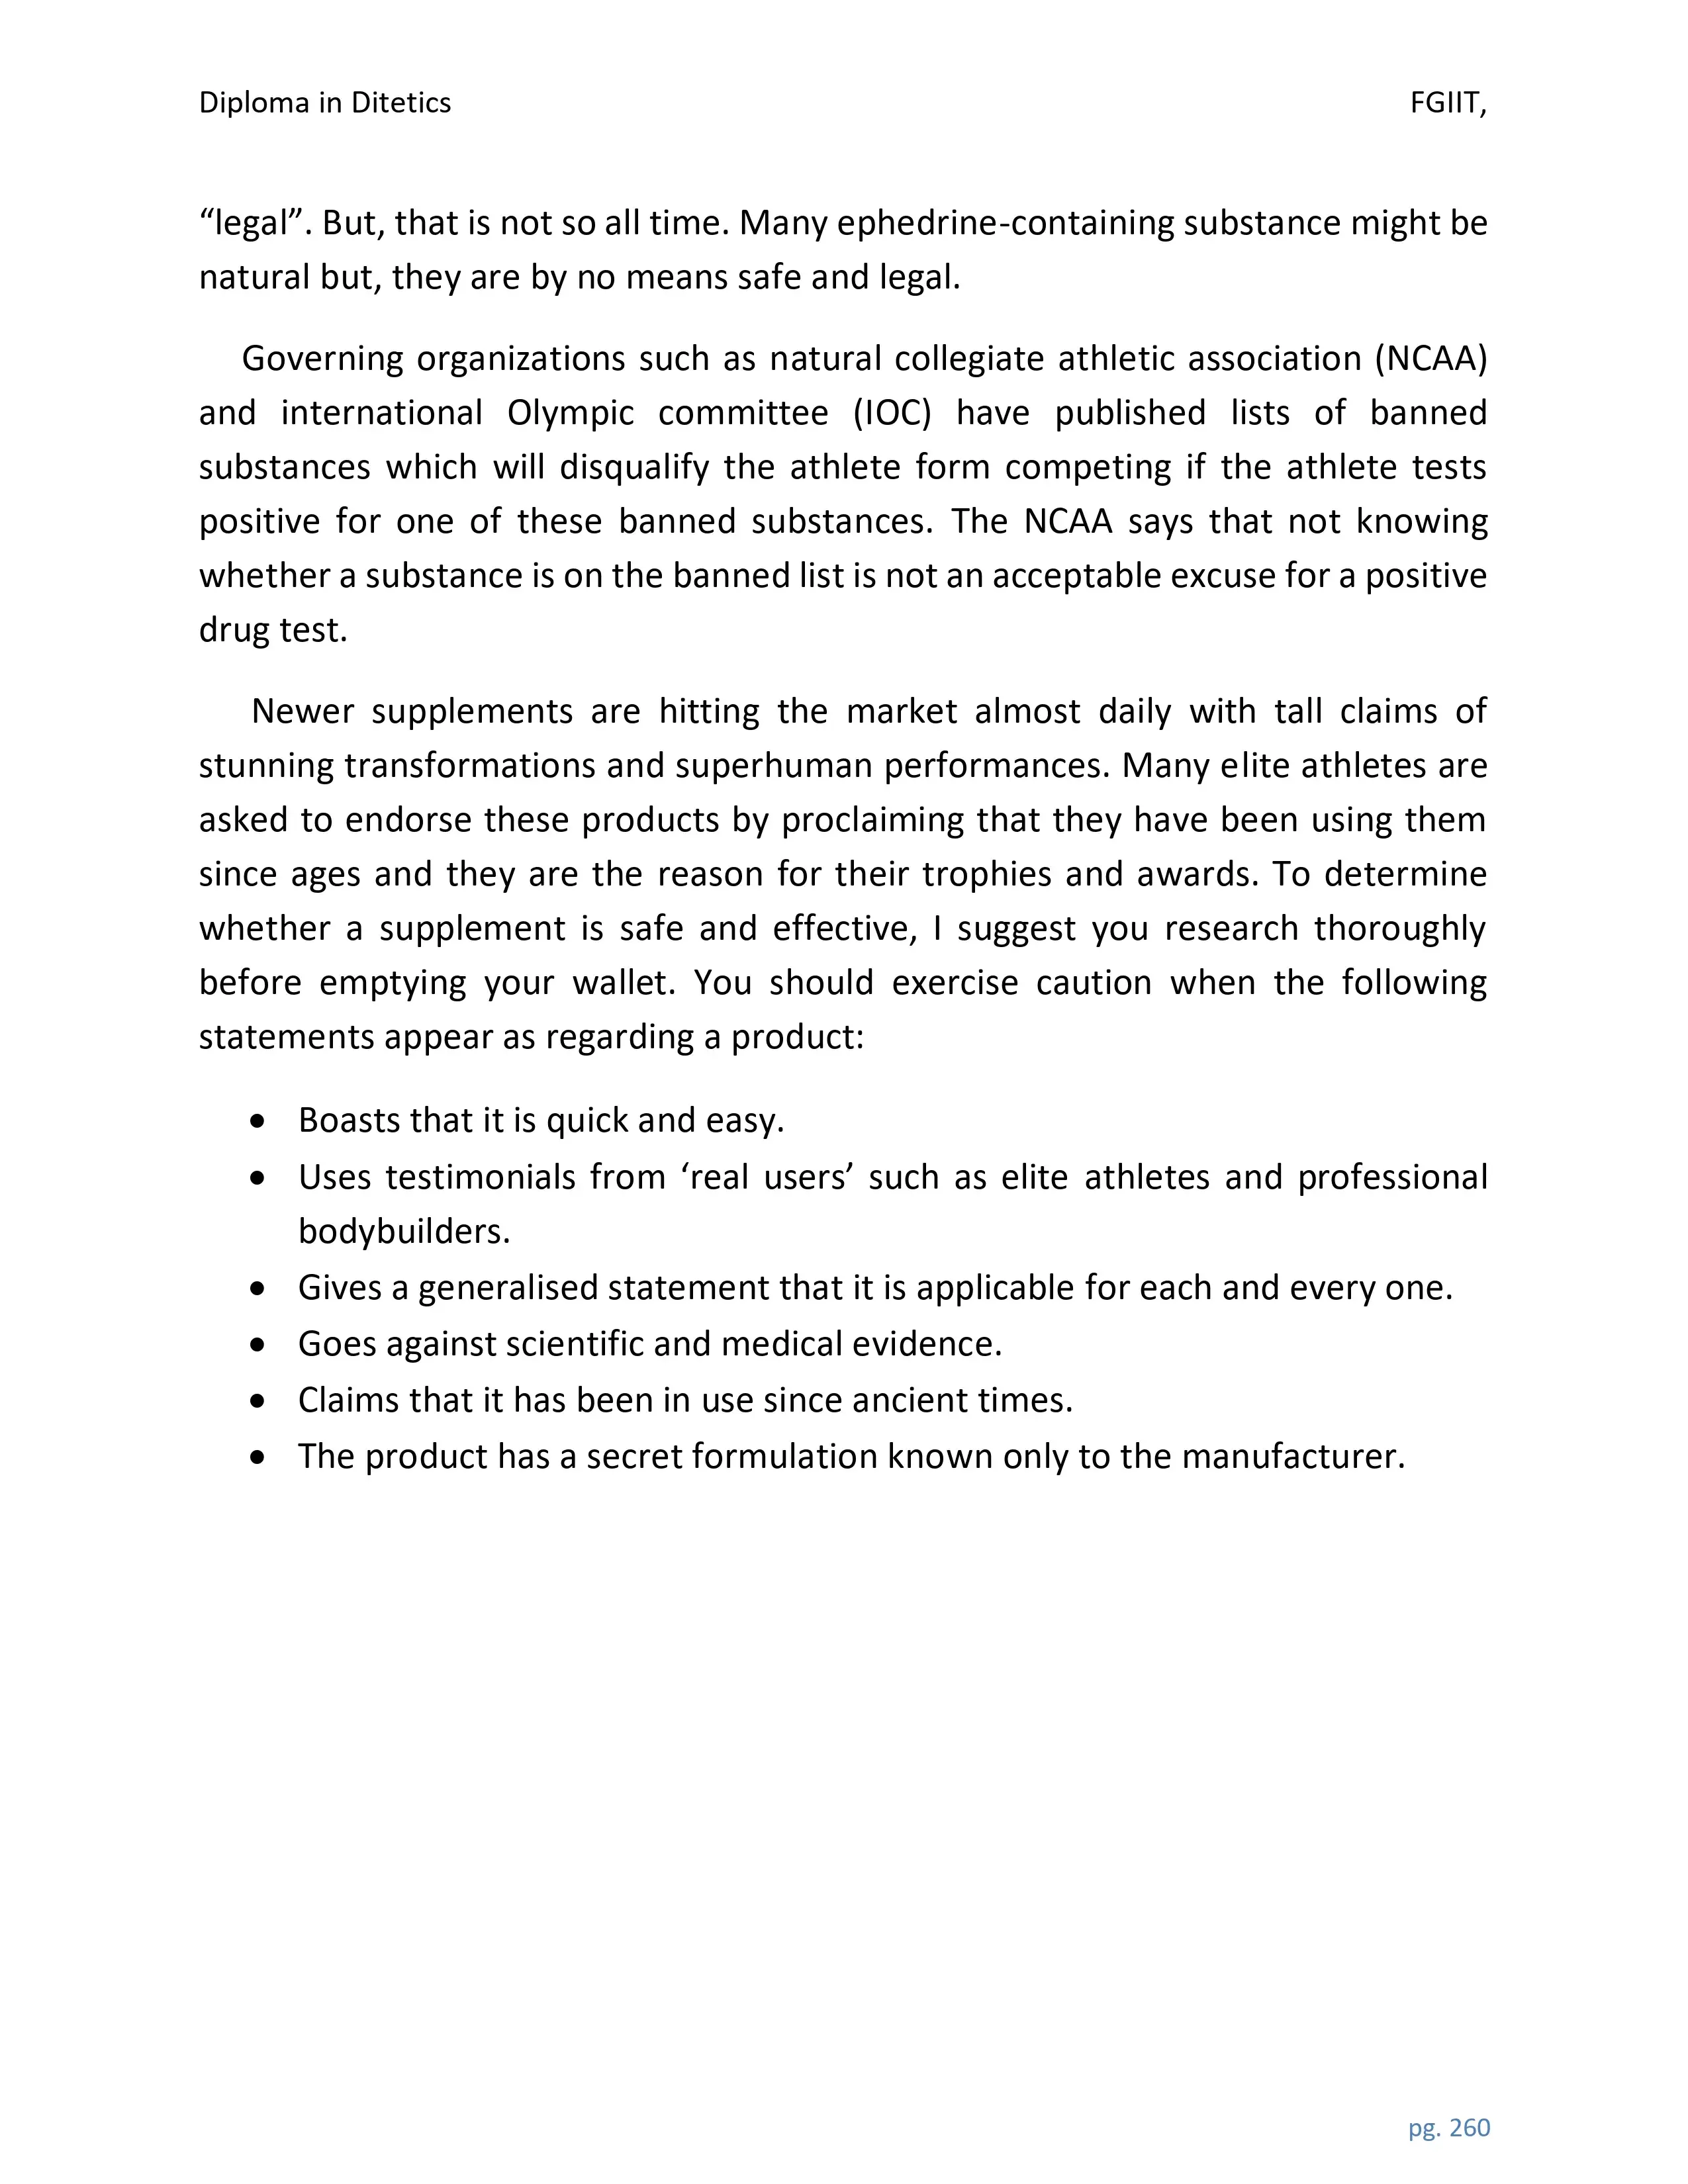 Diploma in Ditetics FGIIT,
“legal”. But, that is not so all time. Many ephedrine-containing substance might be
natural but, they are by no means safe and legal.
Governing organizations such as natural collegiate athletic association (NCAA)
and international Olympic committee (IOC) have published lists of banned
substances which will disqualify the athlete form competing if the athlete tests
positive for one of these banned substances. The NCAA says that not knowing
whether a substance is on the banned list is not an acceptable excuse for a positive
drug test.
Newer supplements are hitting the market almost daily with tall claims of
stunning transformations and superhuman performances. Many elite athletes are
asked to endorse these products by proclaiming that they have been using them
since ages and they are the reason for their trophies and awards. To determine
whether a supplement is safe and effective, I suggest you research thoroughly
before emptying your wallet. You should exercise caution when the following
statements appear as regarding a product:
• Boasts that it is quick and easy.
• Uses testimonials from ‘real users’ such as elite athletes and professional
bodybuilders.
• Gives a generalised statement that it is applicable for each and every one.
• Goes against scientific and medical evidence.
• Claims that it has been in use since ancient times.
• The product has a secret formulation known only to the manufacturer.
pg. 260